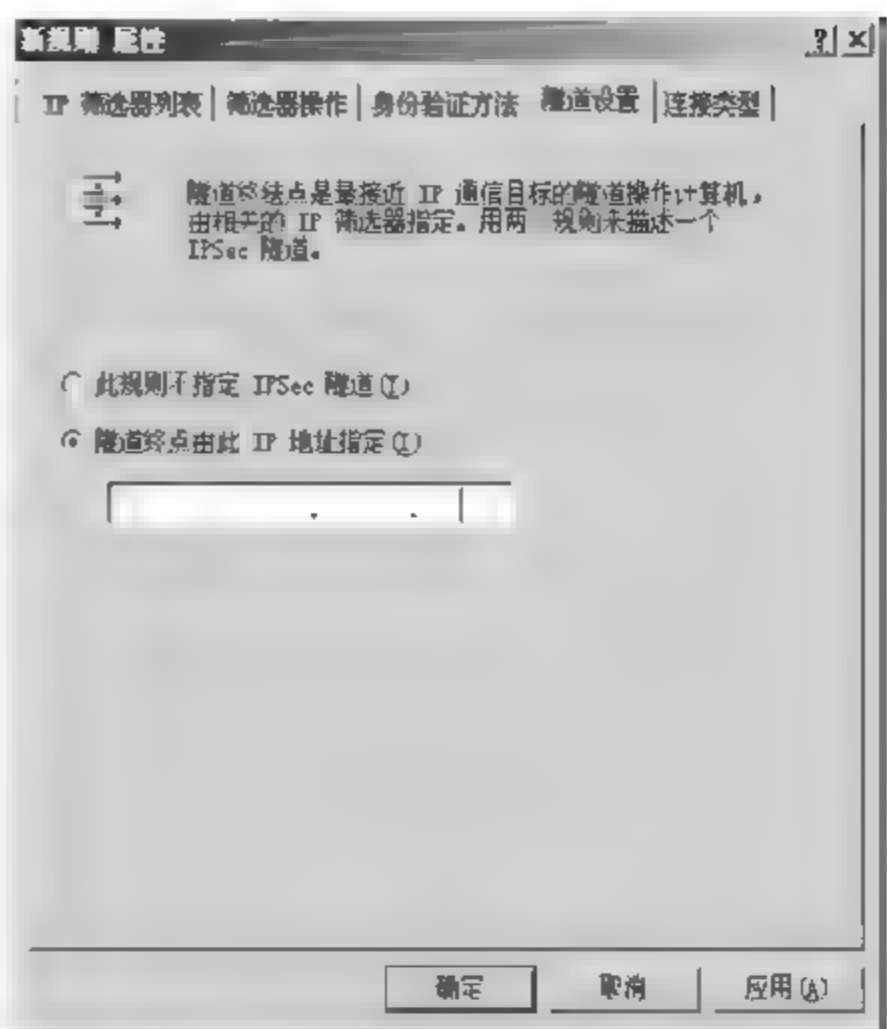 新规则 属性
IP 筛选器列表 筛选器操作 身份验证方法 隧道设置 连接类型
隧道终结点是最接近 IP 通信目标的隧道操作计算机，
由相关的 IP 筛选器指定。用两 规则来描述一个
IPSec 隧道。
此规则不指定 IPSec 隧道(T)
隧道终点由此 IP 地址指定(I)
确定 取消 应用(A)